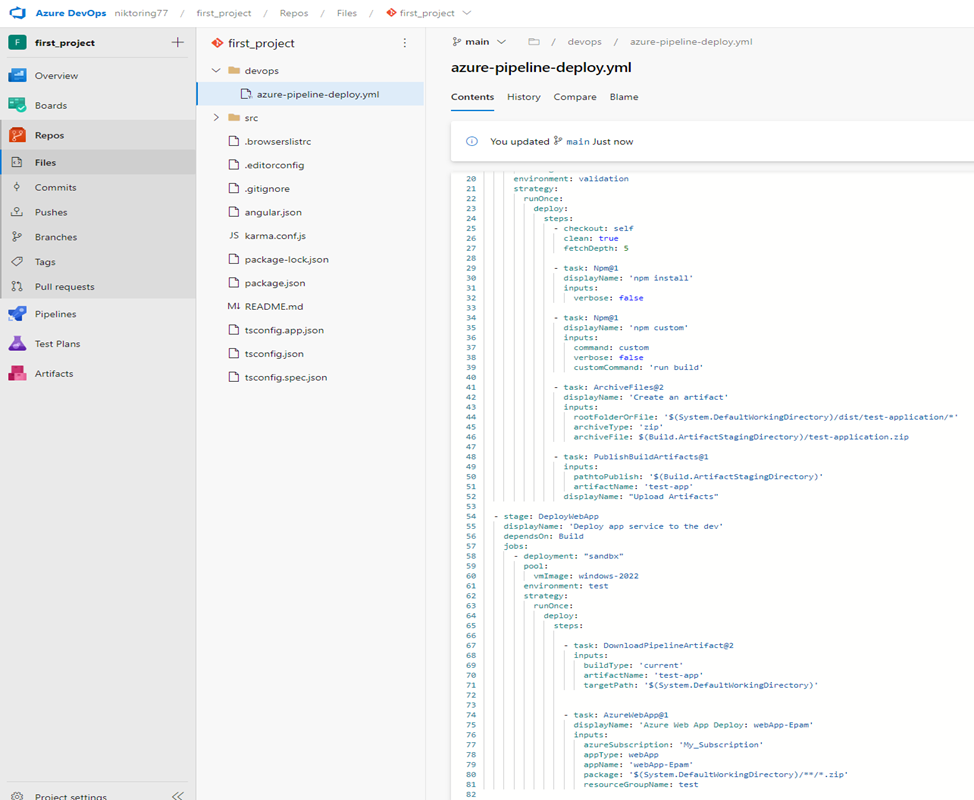 Azure DevOps niktoring77 / first_project / Repos / Files / first_project
F first_project
Overview
Boards
Repos
Files
Commits
Pushes
Branches
Tags
Pull requests
Pipelines
Test Plans
Artifacts
Project settings
first_project
devops
azure-pipeline-deploy.yml
src
.browserslistrc
.editorconfig
.gitignore
angular.json
JS karma.conf.js
package-lock.json
package.json
M↓ README.md
tsconfig.app.json
tsconfig.json
tsconfig.spec.json
main / devops / azure-pipeline-deploy.yml
azure-pipeline-deploy.yml
Contents History Compare Blame
You updated main Just now
20 environment: validation
21 strategy:
22 runOnce:
23 deploy:
24 steps:
25 - checkout: self
26 clean: true
27 fetchDepth: 5
28
29 - task: Npm@1
30 displayName: 'npm install'
31 inputs:
32 verbose: false
33
34 - task: Npm@1
35 displayName: 'npm custom'
36 inputs:
37 command: custom
38 verbose: false
39 customCommand: 'run build'
40
41 - task: ArchiveFiles@2
42 displayName: 'Create an artifact'
43 inputs:
44 rootFolderOrFile: '$(System.DefaultWorkingDirectory)/dist/test-application/*'
45 archiveType: 'zip'
46 archiveFile: $(Build.ArtifactStagingDirectory)/test-application.zip
47
48 - task: PublishBuildArtifacts@1
49 inputs:
50 pathtoPublish: '$(Build.ArtifactStagingDirectory)'
51 artifactName: 'test-app'
52 displayName: "Upload Artifacts"
53
54 - stage: DeployWebApp
55 displayName: 'Deploy app service to the dev'
56 dependsOn: Build
57 jobs:
58 - deployment: "sandbx"
59 pool:
60 vmImage: windows-2022
61 environment: test
62 strategy:
63 runOnce:
64 deploy:
65 steps:
66
67 - task: DownloadPipelineArtifact@2
68 inputs:
69 buildType: 'current'
70 artifactName: 'test-app'
71 targetPath: '$(System.DefaultWorkingDirectory)'
72
73
74 - task: AzureWebApp@1
75 displayName: 'Azure Web App Deploy: webApp-Epam'
76 inputs:
77 azureSubscription: 'My_Subscription'
78 appType: webApp
79 appName: 'webApp-Epam'
80 package: '$(System.DefaultWorkingDirectory)/**/*.zip'
81 resourceGroupName: test
82